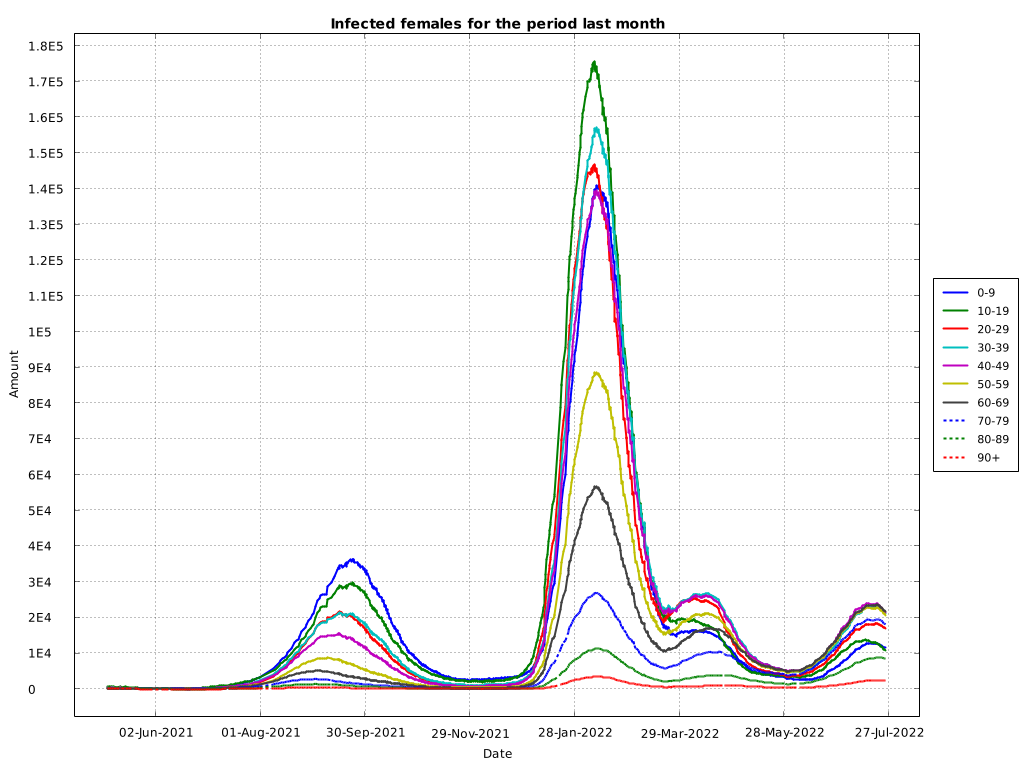 Infected females for the period last month
1.8E5
1.7E5
1.6E5
1.5E5
1.4E5
1.3E5
1.2E5
1.1E5
1E5
9E4
8E4
7E4
6E4
5E4
4E4
3E4
2E4
1E4
0
Amount
02-Jun-2021 01-Aug-2021 30-Sep-2021 29-Nov-2021 28-Jan-2022 29-Mar-2022 28-May-2022 27-Jul-2022
Date
0-9
10-19
20-29
30-39
40-49
50-59
60-69
70-79
80-89
90+